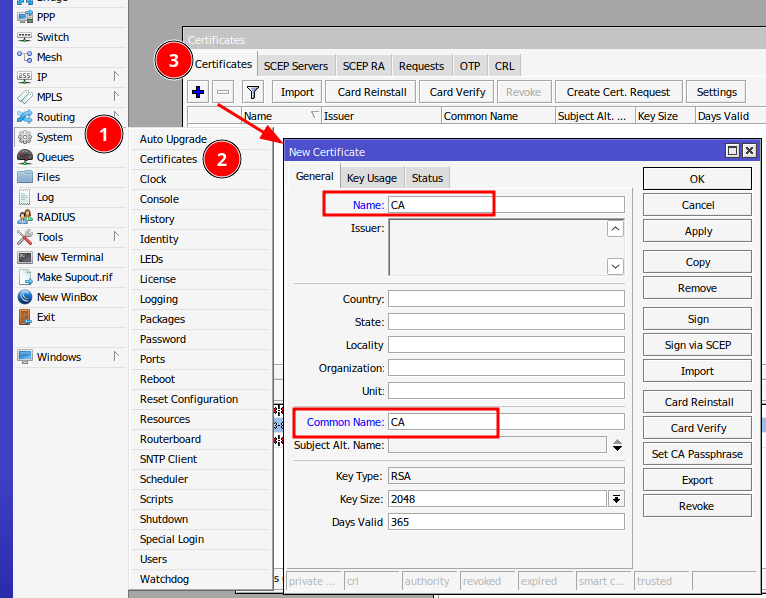 PPP
Switch
Mesh
IP
MPLS
Routing
System
Queues
Files
Log
RADIUS
Tools
New Terminal
Make Supout.rif
New WinBox
Exit
Windows
1
Auto Upgrade
Certificates
Clock
Console
History
Identity
LEDs
License
Logging
Packages
Password
Ports
Reboot
Reset Configuration
Resources
Routerboard
SNTP Client
Scheduler
Scripts
Shutdown
Special Login
Users
Watchdog
2
3
Certificates
Certificates SCEP Servers SCEP RA Requests OTP CRL
Import Card Reinstall Card Verify Revoke Create Cert. Request Settings
Name Issuer Common Name Subject Alt. ... Key Size Days Valid
New Certificate
General Key Usage Status
Name: CA
Issuer:
Country:
State:
Locality
Organization:
Unit:
Common Name: CA
Subject Alt. Name:
Key Type: RSA
Key Size: 2048
Days Valid 365
OK
Cancel
Apply
Copy
Remove
Sign
Sign via SCEP
Import
Card Reinstall
Card Verify
Set CA Passphrase
Export
Revoke
private ... crl authority revoked expired smart c... trusted